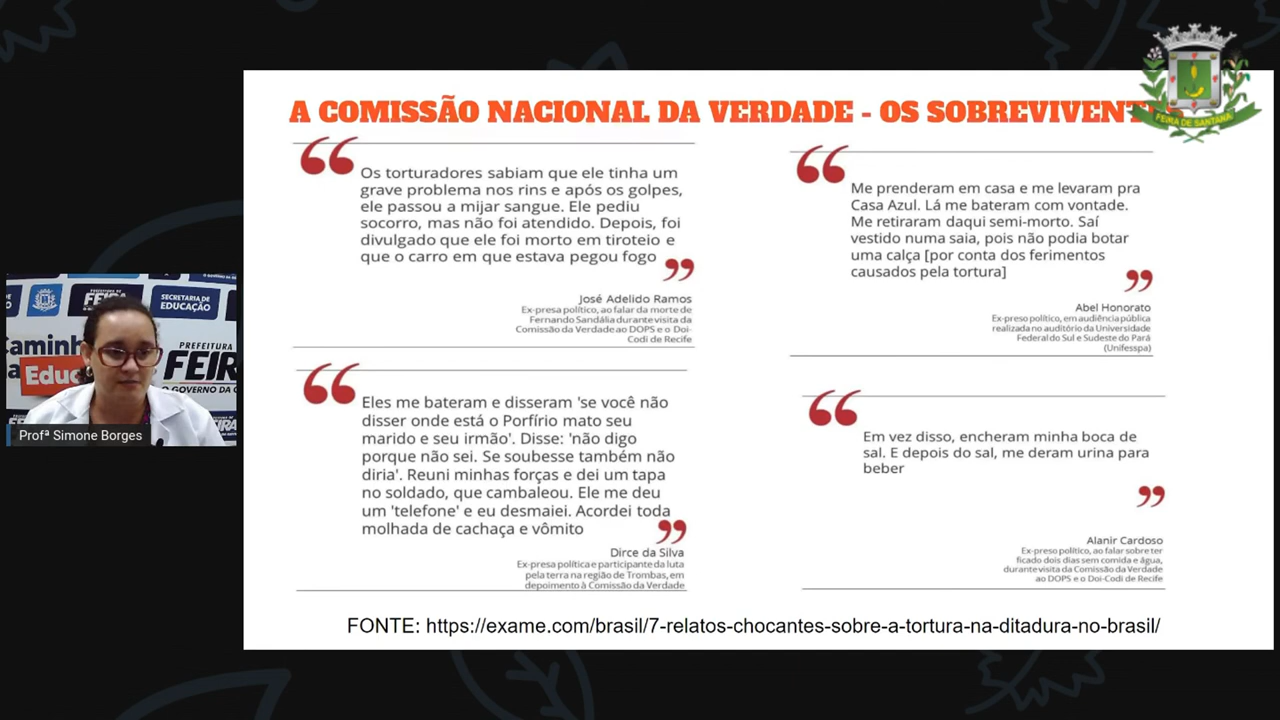 A COMISSÃO NACIONAL DA VERDADE - OS SOBREVIVENT
FEIRA DE SANTANA
Os torturadores sabiam que ele tinha um
grave problema nos rins e após os golpes,
ele passou a mijar sangue. Ele pediu
socorro, mas não foi atendido. Depois, foi
divulgado que ele foi morto em tiroteio e
que o carro em que estava pegou fogo
José Adelido Ramos
Ex-presa político, ao falar da morte de
Fernando Sandália durante visita da
Comissão da Verdade ao DOPS e o Doi-
Codi de Recife
Me prenderam em casa e me levaram pra
Casa Azul. Lá me bateram com vontade.
Me retiraram daqui semi-morto. Saí
vestido numa saia, pois não podia botar
uma calça [por conta dos ferimentos
causados pela tortura]
Abel Honorato
Ex-preso político, em audiência pública
realizada no auditório da Universidade
Federal do Sul e Sudeste do Pará
(Unifesspa)
Eles me bateram e disseram 'se você não
disser onde está o Porfírio mato seu
marido e seu irmão'. Disse: 'não digo
porque não sei. Se soubesse também não
diria'. Reuni minhas forças e dei um tapa
no soldado, que cambaleou. Ele me deu
um 'telefone' e eu desmaiei. Acordei toda
molhada de cachaça e vômito
Dirce da Silva
Ex-presa política e participante da luta
pela terra na região de Trombas, em
depoimento à Comissão da Verdade
Em vez disso, encheram minha boca de
sal. E depois do sal, me deram urina para
beber
Alanir Cardoso
Ex-preso político, ao falar sobre ter
ficado dois dias sem comida e água,
durante visita da Comissão da Verdade
ao DOPS e o Doi-Codi de Recife
FONTE: https://exame.com/brasil/7-relatos-chocantes-sobre-a-tortura-na-ditadura-no-brasil/
FEIRA
SECRETARIA DE
EDUCAÇÃO
Caminh
Educ
PREFEITURA
FEIR
O GOVERNO DA
Profª Simone Borges